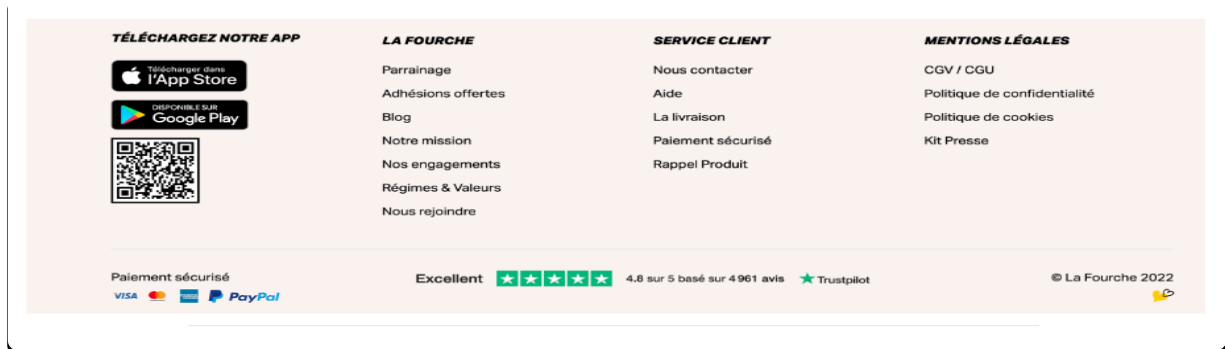 TÉLÉCHARGEZ NOTRE APP
Télécharger dans
l'App Store
DISPONIBLE SUR
Google Play
LA FOURCHE
Parrainage
Adhésions offertes
Blog
Notre mission
Nos engagements
Régimes & Valeurs
Nous rejoindre
SERVICE CLIENT
Nous contacter
Aide
La livraison
Paiement sécurisé
Rappel Produit
MENTIONS LÉGALES
CGV / CGU
Politique de confidentialité
Politique de cookies
Kit Presse
Paiement sécurisé
VISA PayPal
Excellent 4.8 sur 5 basé sur 4961 avis Trustpilot
© La Fourche 2022